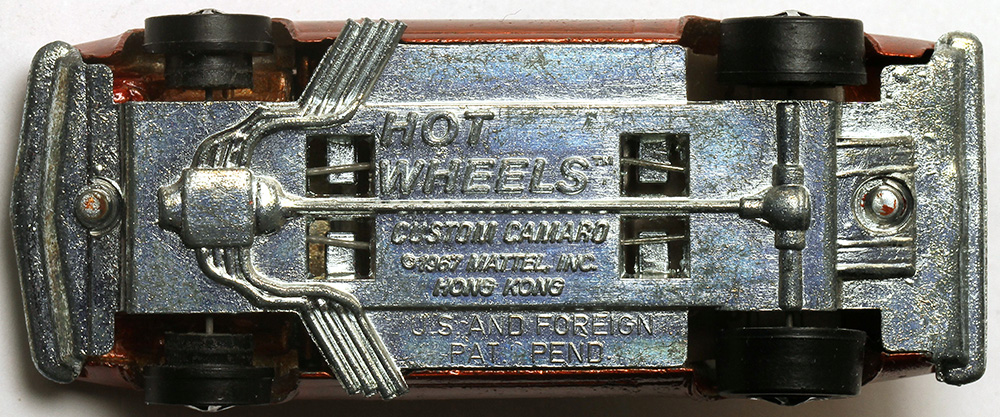 HOT
WHEELS™
CUSTOM CAMARO
©1967 MATTEL, INC.
HONG KONG
U.S. AND FOREIGN
PAT. PEND.